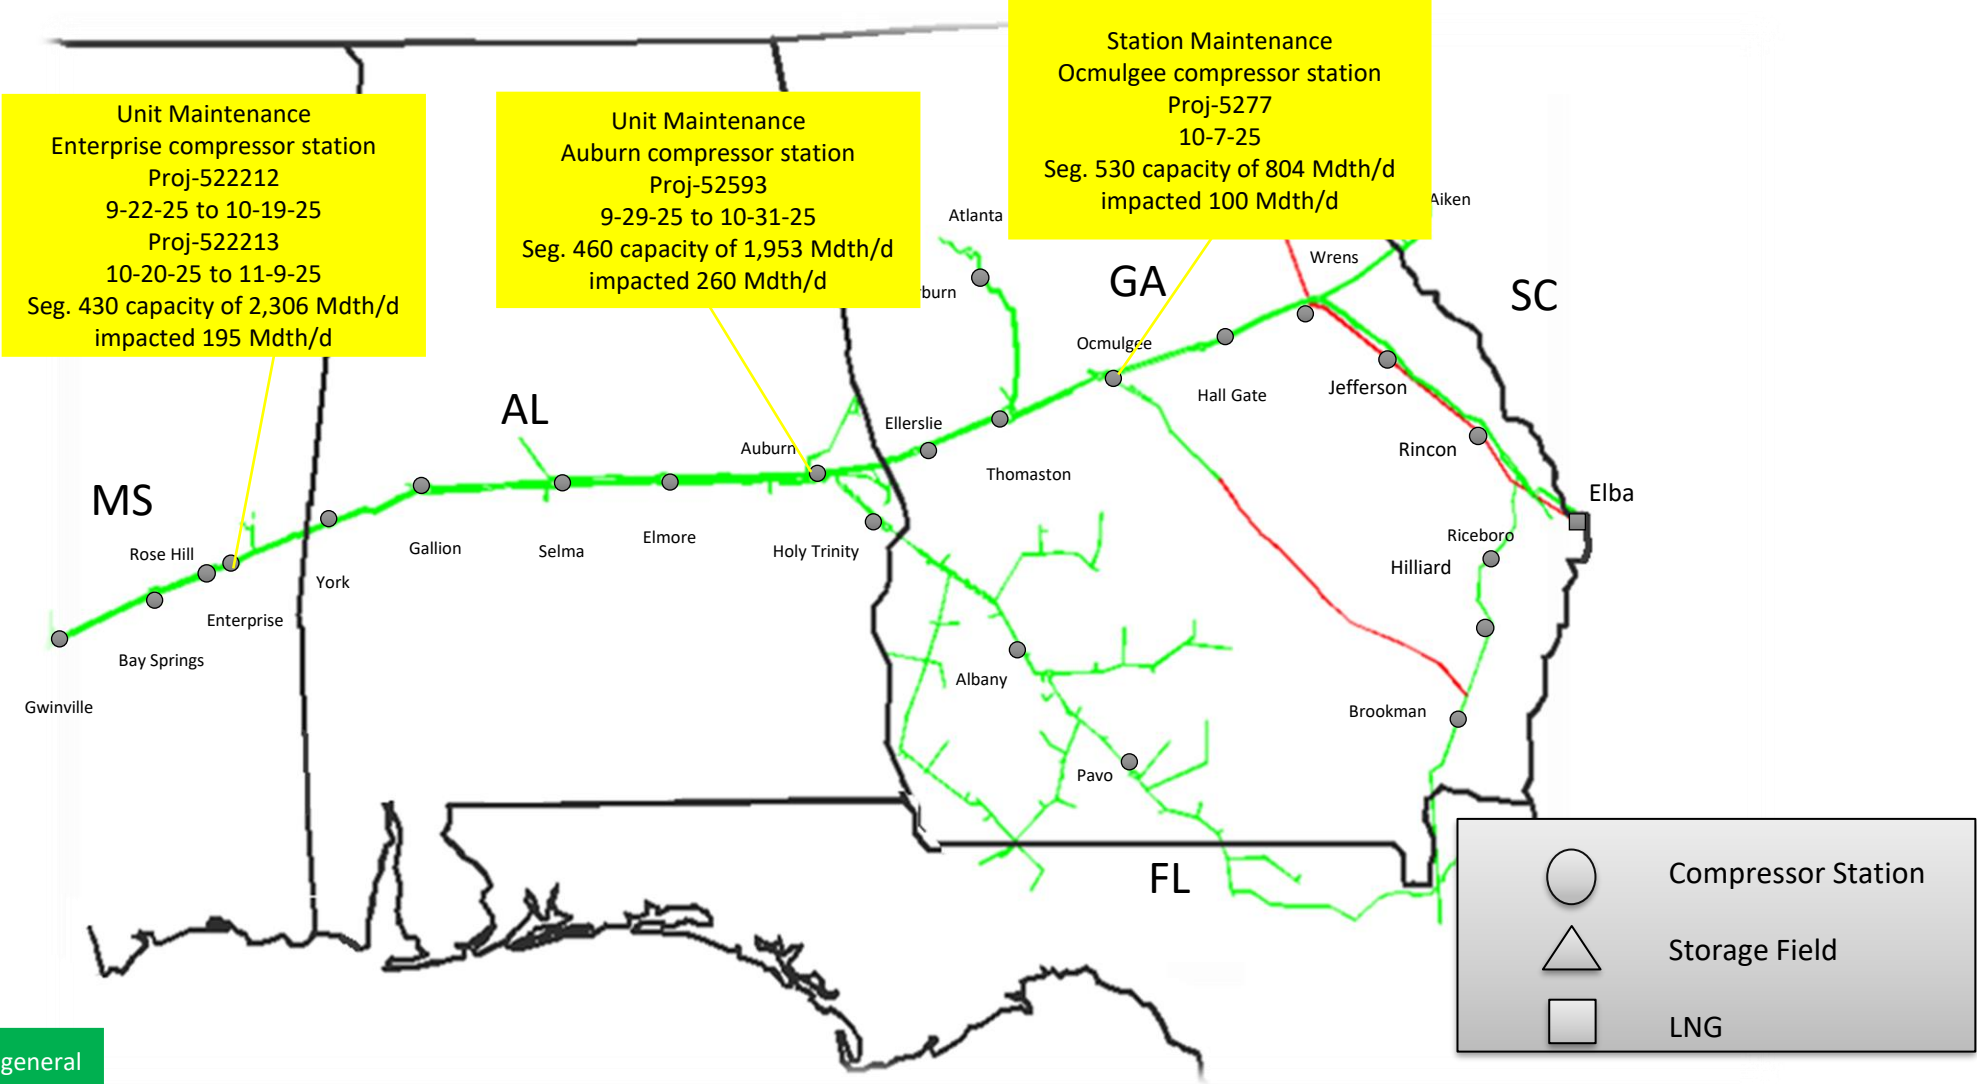 Station Maintenance
Ocmulgee compressor station
Proj-5277
10-7-25
Seg. 530 capacity of 804 Mdth/d
impacted 100 Mdth/d
Unit Maintenance
Enterprise compressor station
Proj-522212
9-22-25 to 10-19-25
Proj-522213
10-20-25 to 11-9-25
Seg. 430 capacity of 2,306 Mdth/d
impacted 195 Mdth/d
Unit Maintenance
Auburn compressor station
Proj-52593
9-29-25 to 10-31-25
Seg. 460 capacity of 1,953 Mdth/d
impacted 260 Mdth/d
Aiken
Atlanta
Wrens
GA
rburn
SC
Ocmulgee
Jefferson
Hall Gate
AL
Ellerslie
Auburn
Rincon
Thomaston
MS
Elba
Elmore
Riceboro
Gallion
Selma
Holy Trinity
Rose Hill
Hilliard
York
Enterprise
Bay Springs
Albany
Gwinville
Brookman
Pavo
FL
Compressor Station
Storage Field
LNG
general